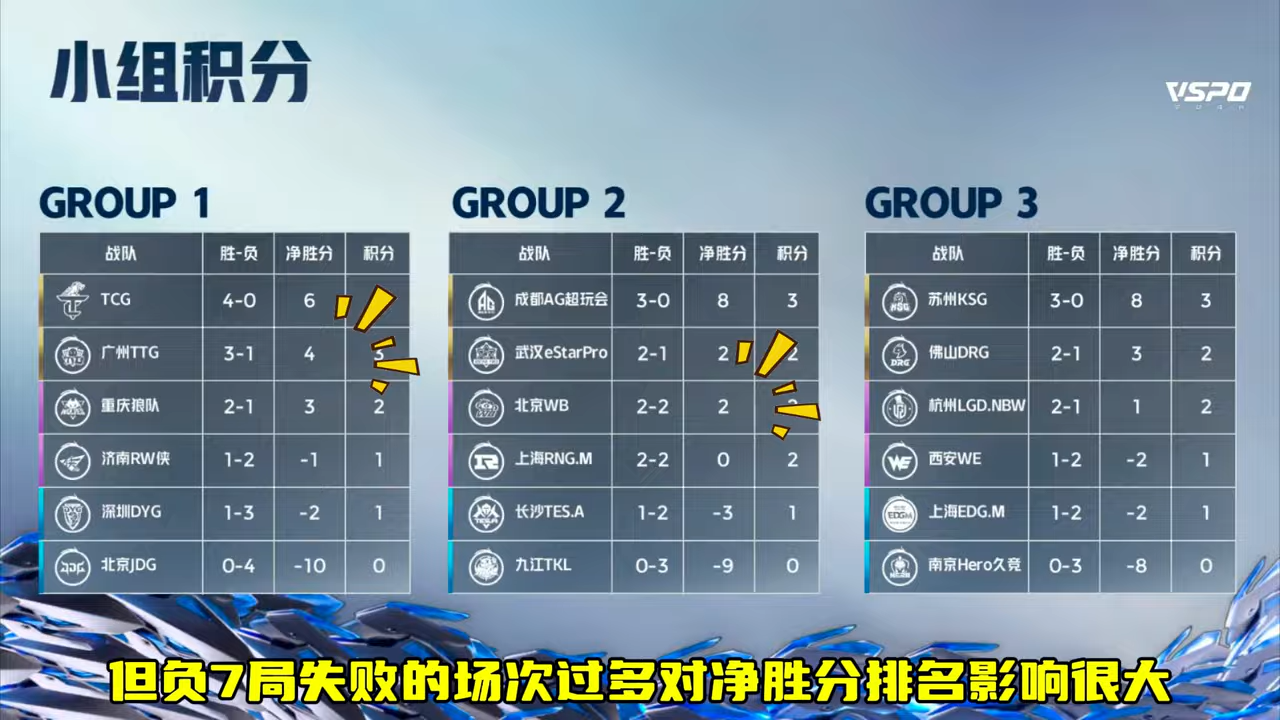 小组积分
VSPO
GROUP 1
战队 胜-负 净胜分 积分
TCG 4-0 6
广州TTG 3-1 4 3
重庆狼队 2-1 3 2
济南RW侠 1-2 -1 1
深圳DYG 1-3 -2 1
北京JDG 0-4 -10 0
GROUP 2
战队 胜-负 净胜分 积分
AG 成都AG超玩会 3-0 8 3
武汉eStarPro 2-1 2 2
北京WB 2-2 2
上海RNG.M 2-2 0 2
TES.A 长沙TES.A 1-2 -3 1
九江TKL 0-3 -9 0
GROUP 3
战队 胜-负 净胜分 积分
KSG 苏州KSG 3-0 8 3
DRG 佛山DRG 2-1 3 2
杭州LGD.NBW 2-1 1 2
WE 西安WE 1-2 -2 1
EDGM 上海EDG.M 1-2 -2 1
南京Hero久竞 0-3 -8 0
但负7局失败的场次过多对净胜分排名影响很大